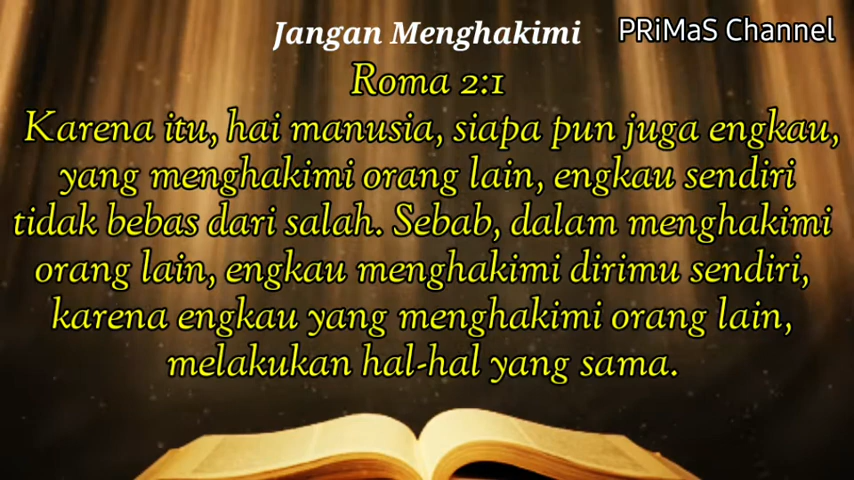 Jangan Menghakimi
PRiMaS Channel
Roma 2:1
Karena itu, hai manusia, siapa pun juga engkau,
yang menghakimi orang lain, engkau sendiri
tidak bebas dari salah. Sebab, dalam menghakimi
orang lain, engkau menghakimi dirimu sendiri,
karena engkau yang menghakimi orang lain,
melakukan hal-hal yang sama.